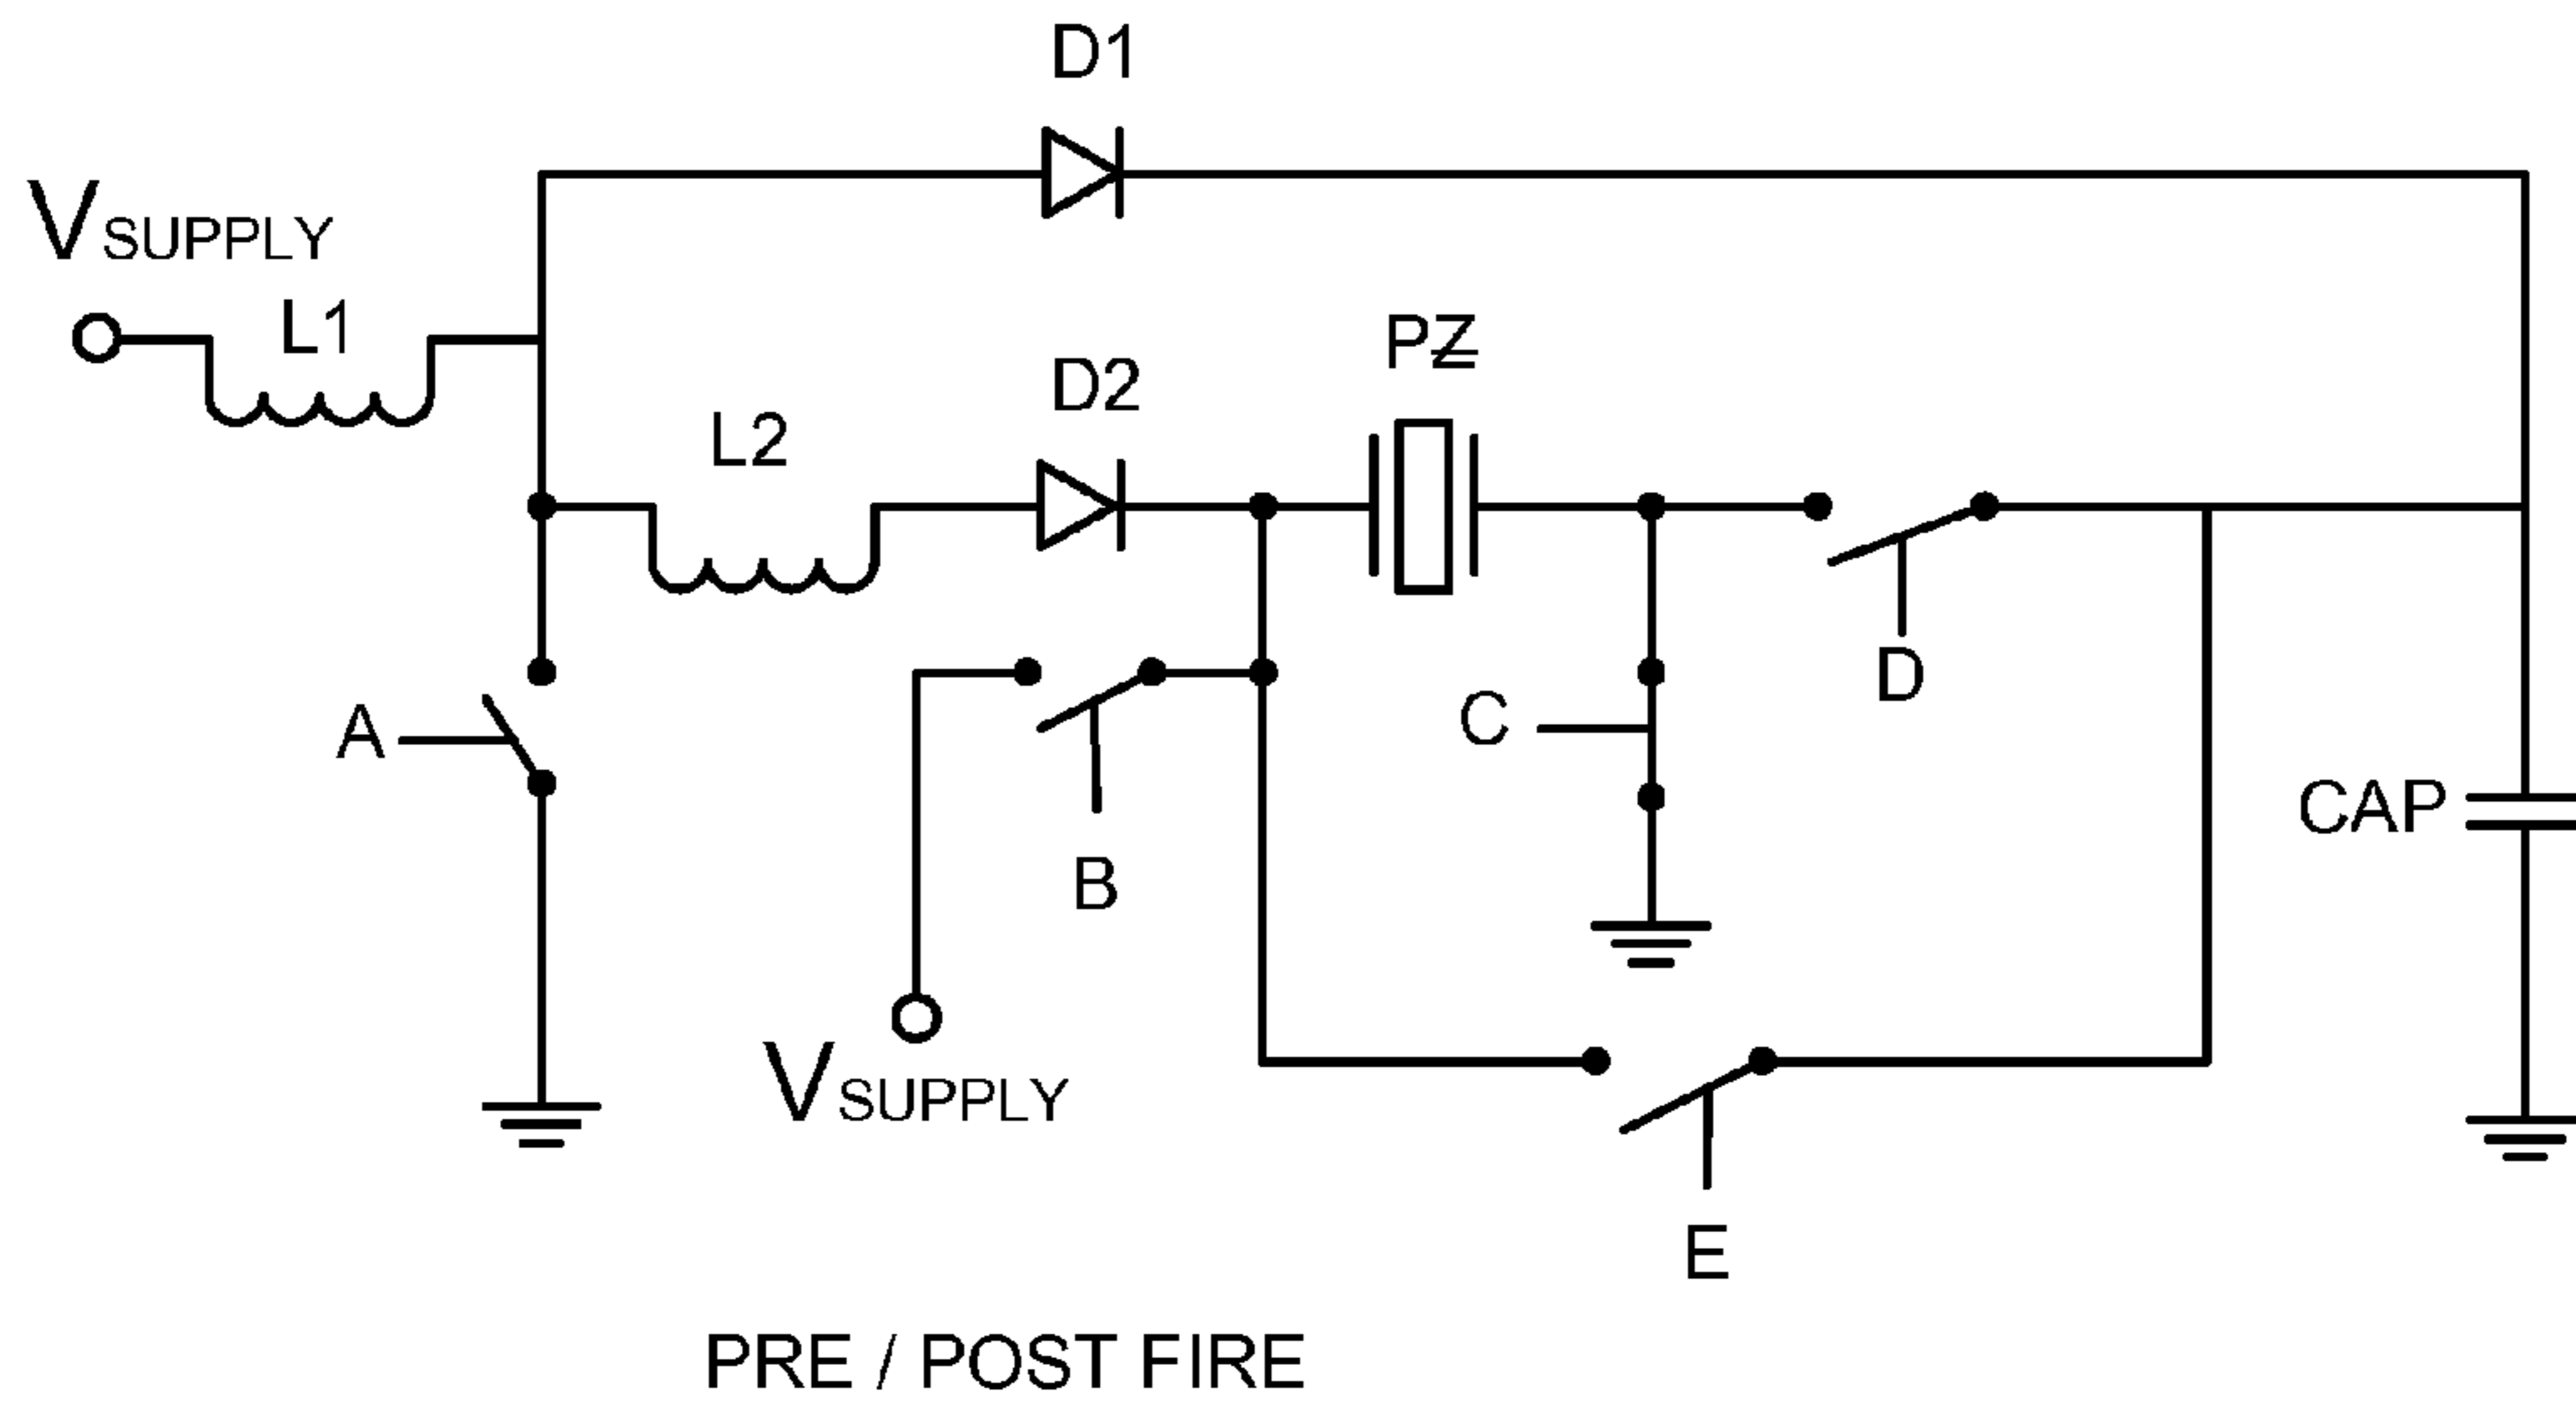 D1
VSUPPLY
L1
PZ
D2
L2
D
A
C
CAP
B
VSUPPLY
E
PRE / POST FIRE